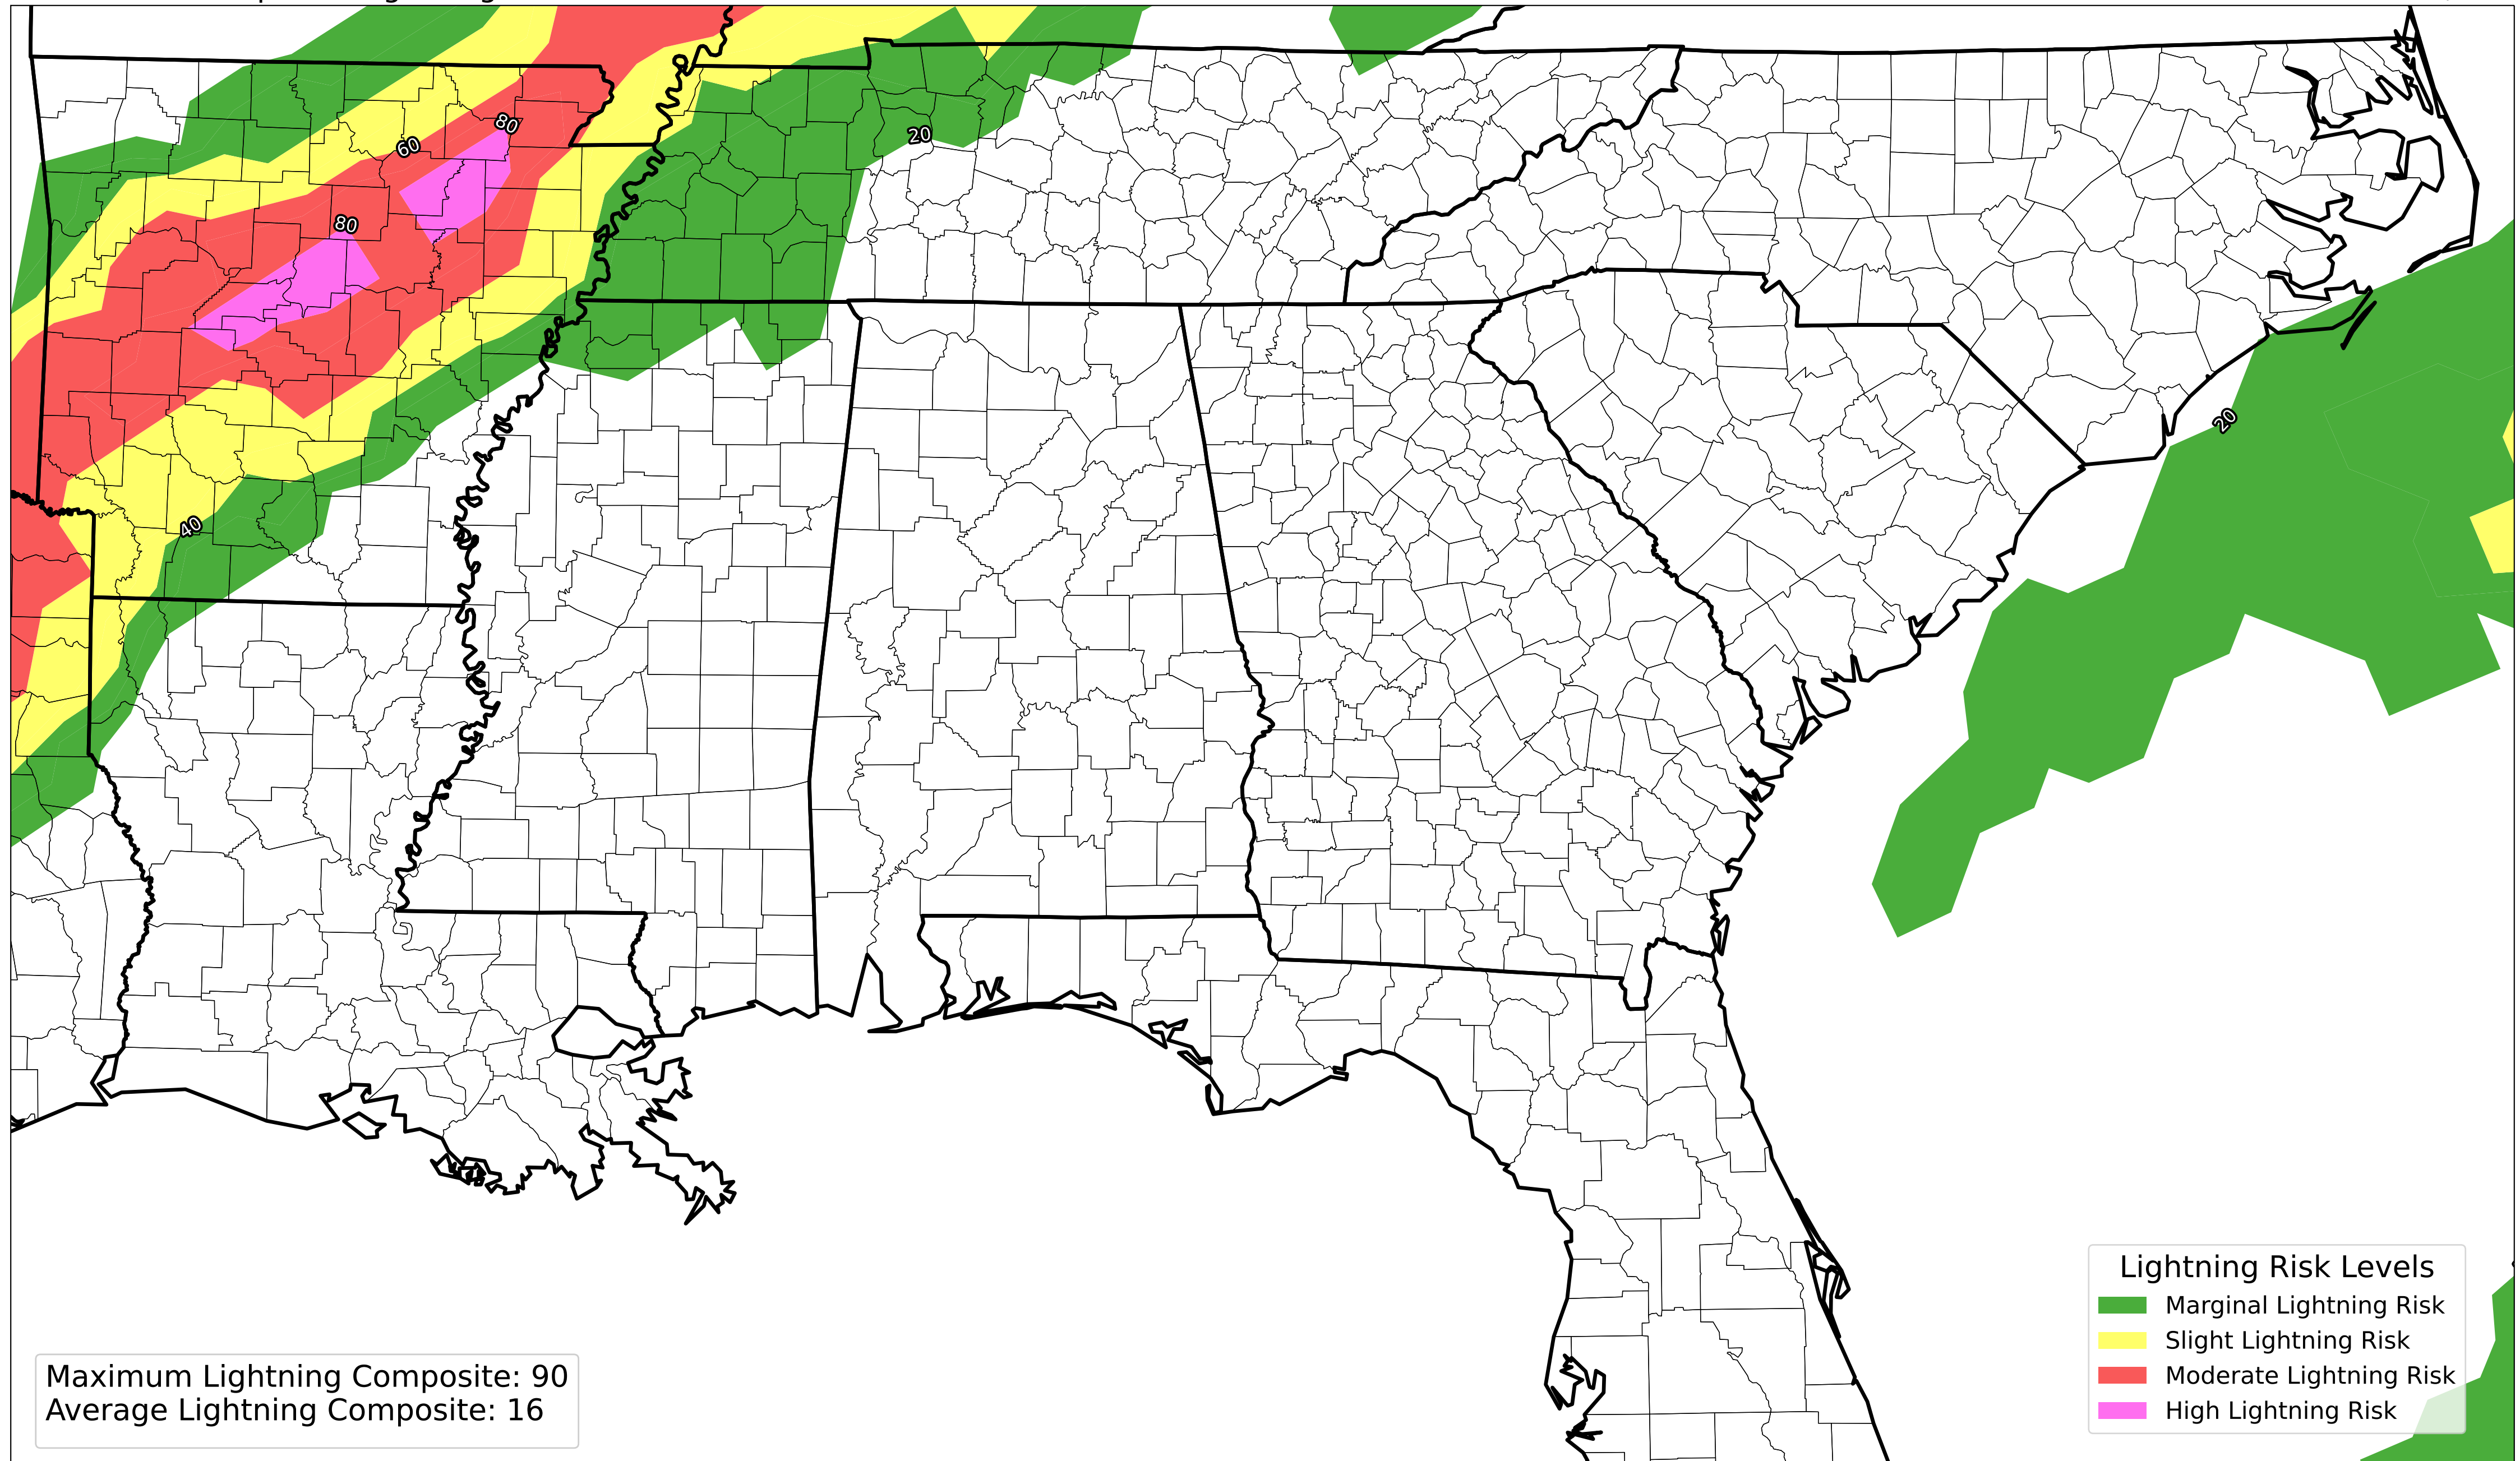 80
60
20
80
20
40
Lightning Risk Levels
Marginal Lightning Risk
Slight Lightning Risk
Moderate Lightning Risk
High Lightning Risk
Maximum Lightning Composite: 90
Average Lightning Composite: 16